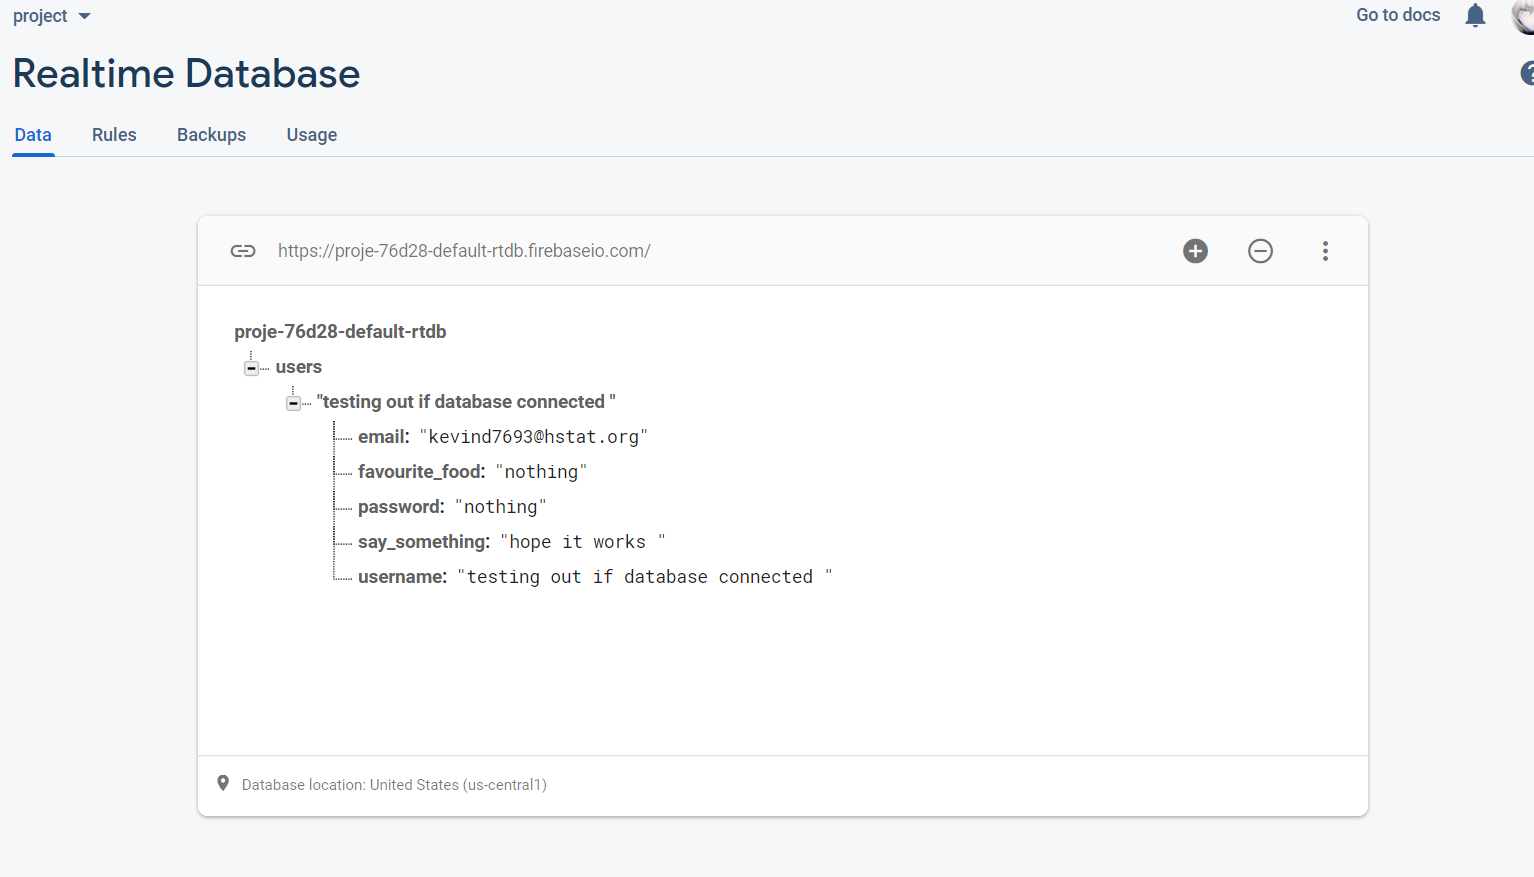 project
Go to docs
Realtime Database
Data Rules Backups Usage
https://proje-76d28-default-rtdb.firebaseio.com/
proje-76d28-default-rtdb
users
"testing out if database connected "
email: "kevind7693@hstat.org"
favourite_food: "nothing"
password: "nothing"
say_something: "hope it works "
username: "testing out if database connected "
Database location: United States (us-central1)